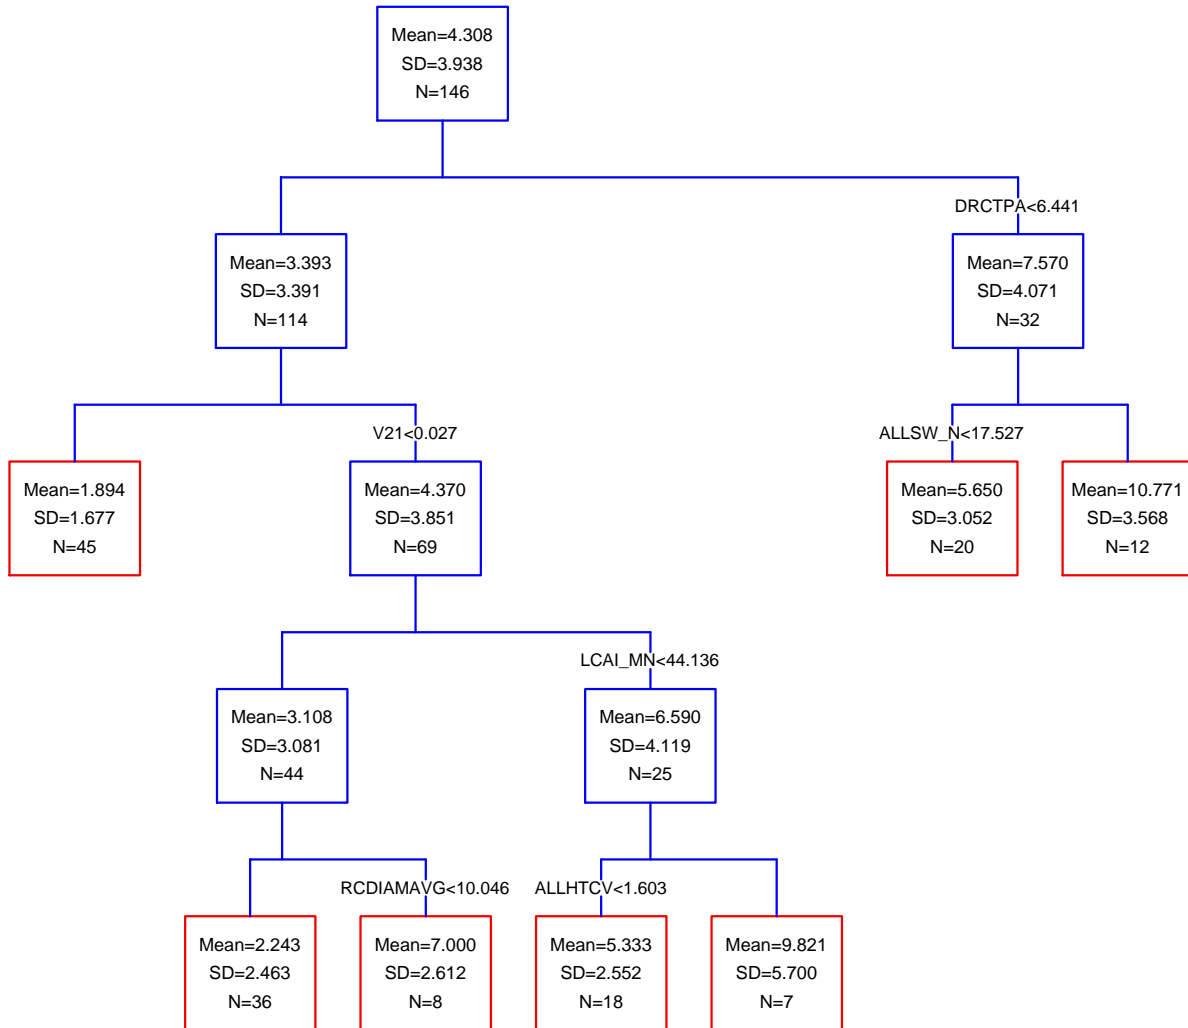 Mean=4.308
SD=3.938
N=146
DRCTPA<6.441
Mean=3.393
SD=3.391
N=114
Mean=7.570
SD=4.071
N=32
V21<0.027
ALLSW_N<17.527
Mean=1.894
SD=1.677
N=45
Mean=4.370
SD=3.851
N=69
Mean=5.650
SD=3.052
N=20
Mean=10.771
SD=3.568
N=12
LCAI_MN<44.136
Mean=3.108
SD=3.081
N=44
Mean=6.590
SD=4.119
N=25
RCDIAMAVG<10.046
ALLHTCV<1.603
Mean=2.243
SD=2.463
N=36
Mean=7.000
SD=2.612
N=8
Mean=5.333
SD=2.552
N=18
Mean=9.821
SD=5.700
N=7